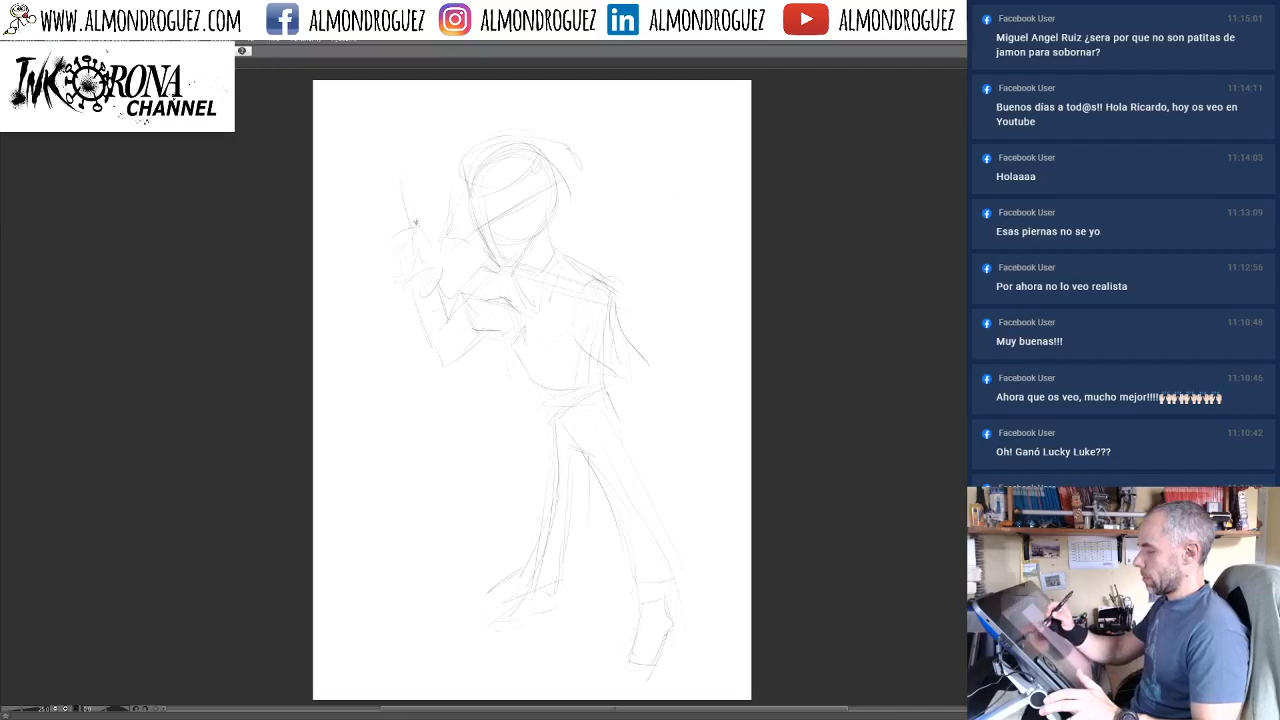 WWW.ALMONDROGUEZ.COM
ALMONDROGUEZ
ALMONDROGUEZ
ALMONDROGUEZ
ALMONDROGUEZ
INKORONA
CHANNEL
Facebook User 11:15:01
Miguel Angel Ruiz ¿sera por que no son patitas de
jamon para sobornar?
Facebook User 11:14:11
Buenos días a tod@s!! Hola Ricardo, hoy os veo en
Youtube
Facebook User 11:14:03
Holaaaa
Facebook User 11:13:09
Esas piernas no se yo
Facebook User 11:12:56
Por ahora no lo veo realista
Facebook User 11:10:48
Muy buenas!!!
Facebook User 11:10:46
Ahora que os veo, mucho mejor!!!!👏🏻👏🏻👏🏻👏🏻👏🏻👏🏻
Facebook User 11:10:42
Oh! Ganó Lucky Luke???